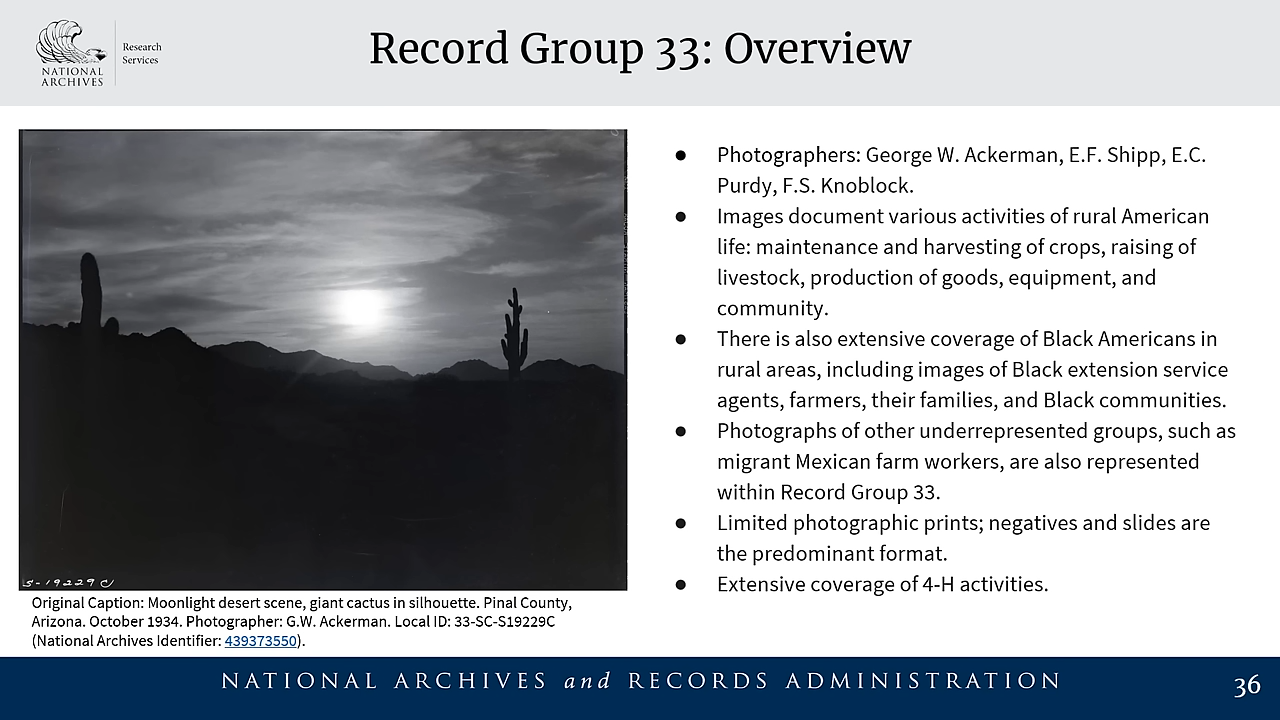 NATIONAL
ARCHIVES
Research
Services
Record Group 33: Overview
S-19229 C
Original Caption: Moonlight desert scene, giant cactus in silhouette. Pinal County,
Arizona. October 1934. Photographer: G.W. Ackerman. Local ID: 33-SC-S19229C
(National Archives Identifier: 439373550).
● Photographers: George W. Ackerman, E.F. Shipp, E.C.
Purdy, F.S. Knoblock.
● Images document various activities of rural American
life: maintenance and harvesting of crops, raising of
livestock, production of goods, equipment, and
community.
● There is also extensive coverage of Black Americans in
rural areas, including images of Black extension service
agents, farmers, their families, and Black communities.
● Photographs of other underrepresented groups, such as
migrant Mexican farm workers, are also represented
within Record Group 33.
● Limited photographic prints; negatives and slides are
the predominant format.
● Extensive coverage of 4-H activities.
NATIONAL ARCHIVES and RECORDS ADMINISTRATION
36